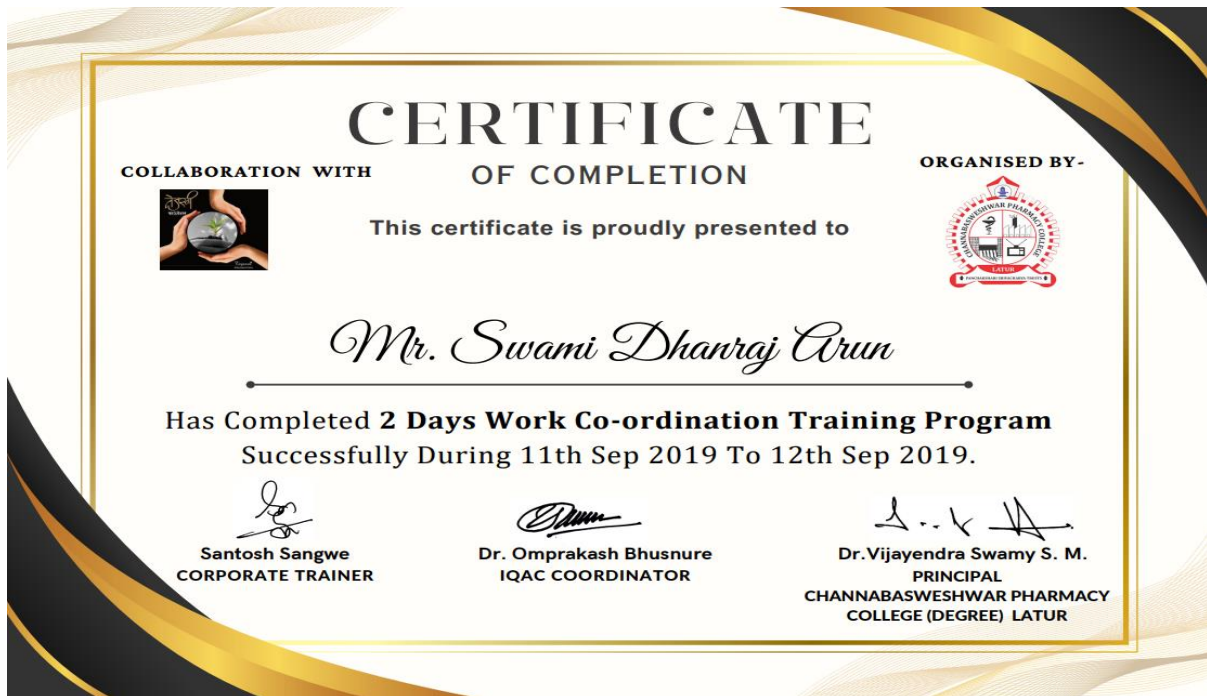 CERTIFICATE
OF COMPLETION
COLLABORATION WITH
ORGANISED BY-
CHANNABASWESHWAR PHARMACY COLLEGE
LATUR
This certificate is proudly presented to
Mr. Swami Dhanraj Arun
Has Completed 2 Days Work Co-ordination Training Program
Successfully During 11th Sep 2019 To 12th Sep 2019.
Santosh Sangwe
CORPORATE TRAINER
Dr. Omprakash Bhusnure
IQAC COORDINATOR
Dr.Vijayendra Swamy S. M.
PRINCIPAL
CHANNABASWESHWAR PHARMACY
COLLEGE (DEGREE) LATUR